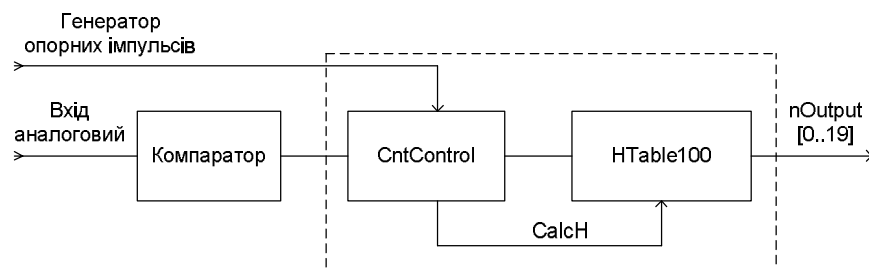 Генератор
опорних імпульсів
Вхід
аналоговий
Компаратор
CntControl
HTable100
nOutput
[0..19]
CalcH